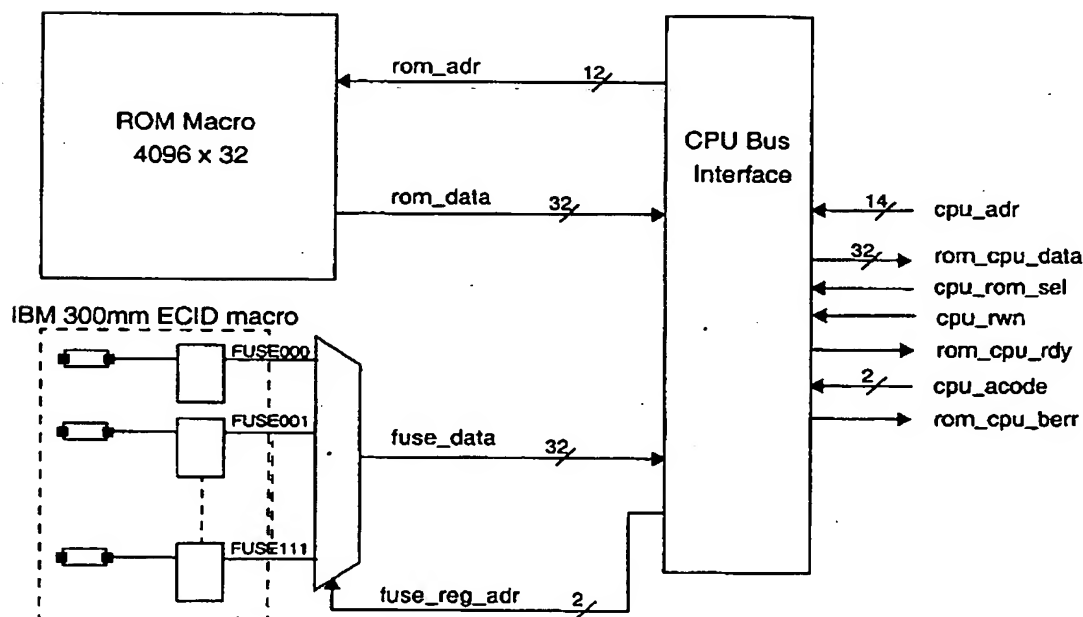 rom_adr
12
ROM Macro
4096 x 32
CPU Bus
Interface
rom_data
32
14
cpu_adr
32
rom_cpu_data
cpu_rom_sel
cpu_rwn
rom_cpu_rdy
2
cpu_acode
rom_cpu_berr
IBM 300mm ECID macro
FUSE000
FUSE001
fuse_data
32
FUSE111
fuse_reg_adr
2